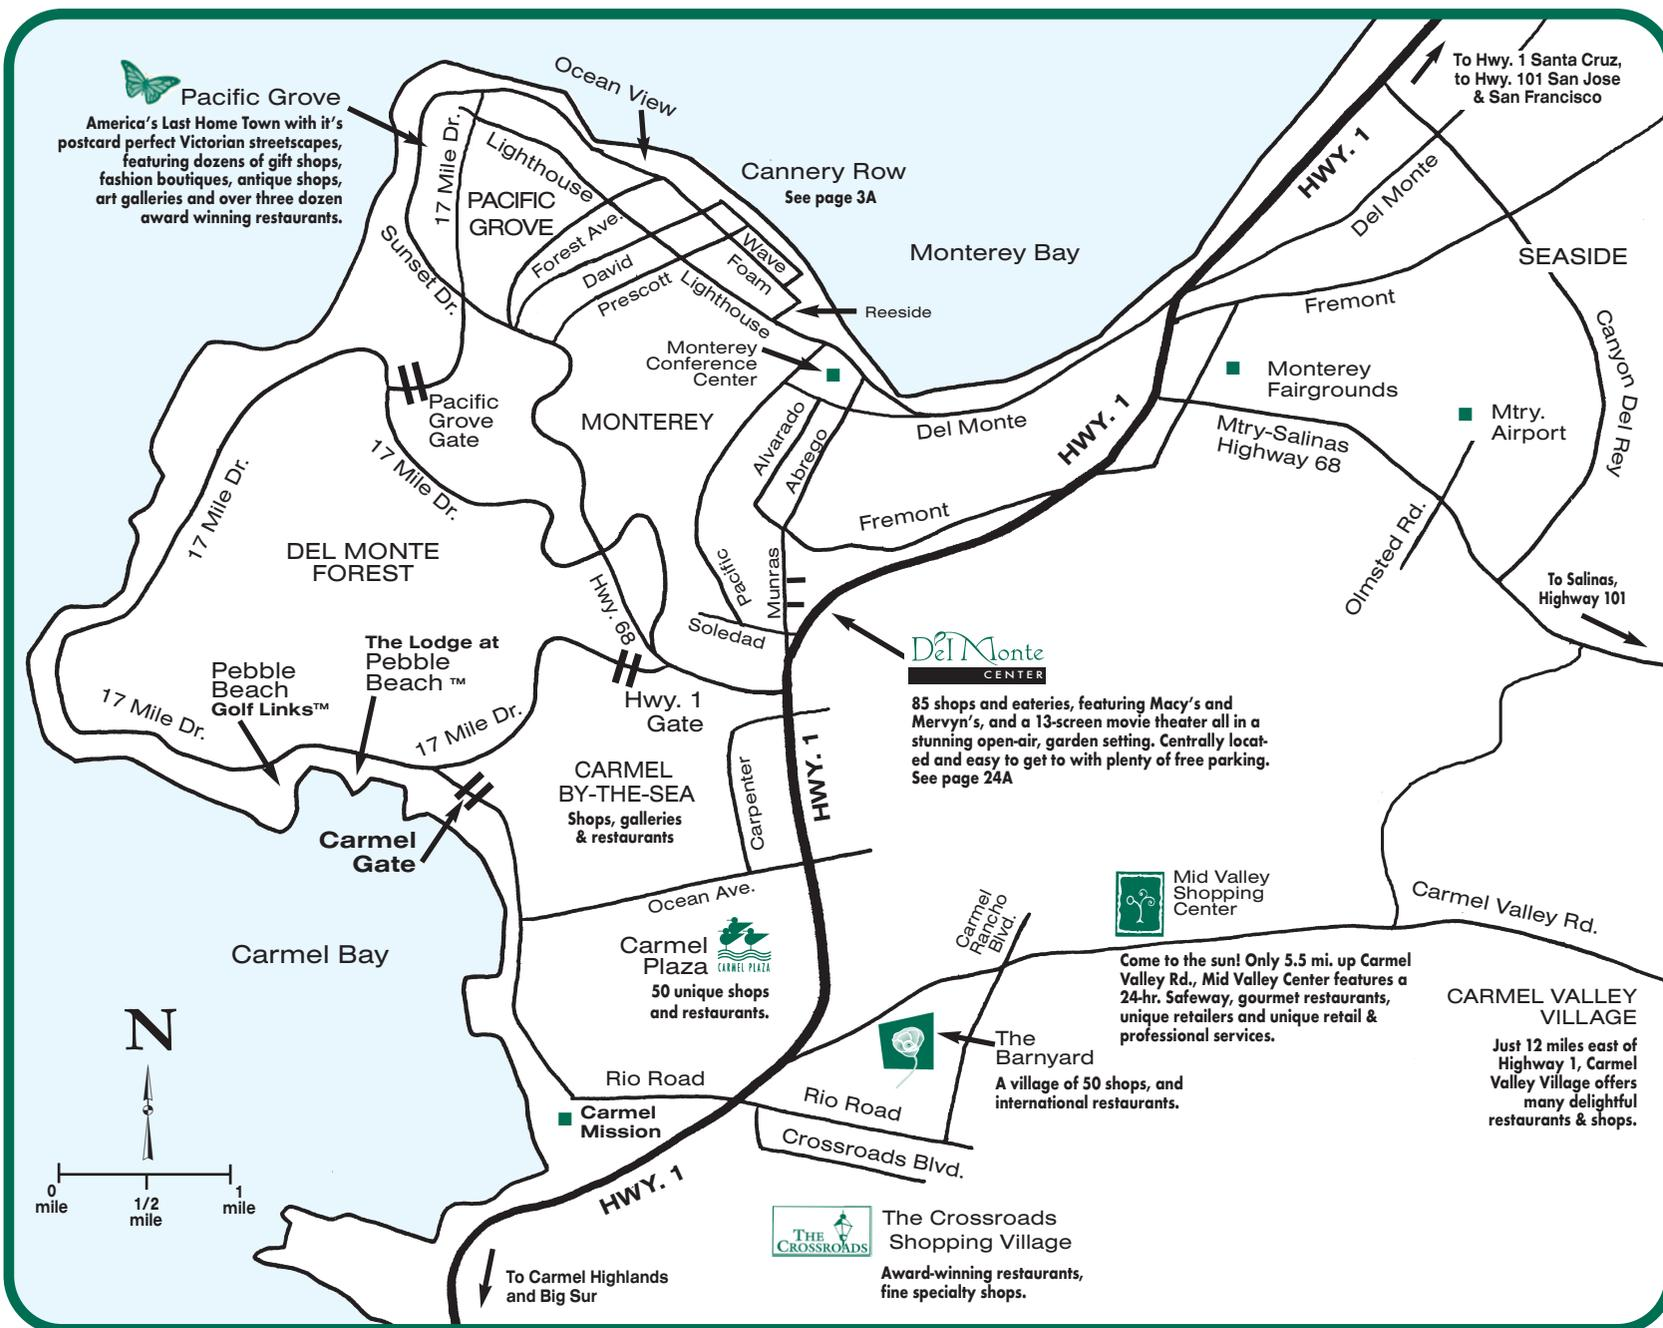 Pacific Grove
America's Last Home Town with it's
postcard perfect Victorian streetscapes,
featuring dozens of gift shops,
fashion boutiques, antique shops,
art galleries and over three dozen
award winning restaurants.
Ocean View
Cannery Row
See page 3A
Monterey Bay
To Hwy. 1 Santa Cruz,
to Hwy. 101 San Jose
& San Francisco
HWY. 1
Del Monte
SEASIDE
Fremont
Canyon Del Rey
17 Mile Dr.
Lighthouse
PACIFIC
GROVE
Sunset Dr.
Forest Ave.
David
Prescott
Wave
Foam
Lighthouse
Reeside
Monterey
Conference
Center
Monterey
Fairgrounds
Mtry.
Airport
Mtry-Salinas
Highway 68
Olmsted Rd.
To Salinas,
Highway 101
Pacific
Grove
Gate
MONTEREY
Alvarado
Abrego
Del Monte
HWY. 1
Fremont
Pacific
Munras
Soledad
17 Mile Dr.
17 Mile Dr.
DEL MONTE
FOREST
Hwy. 68
The Lodge at
Pebble
Beach ™
Pebble
Beach
Golf Links™
17 Mile Dr.
17 Mile Dr.
Hwy. 1
Gate
Del Monte
CENTER
85 shops and eateries, featuring Macy's and
Mervyn's, and a 13-screen movie theater all in a
stunning open-air, garden setting. Centrally locat-
ed and easy to get to with plenty of free parking.
See page 24A
CARMEL
BY-THE-SEA
Shops, galleries
& restaurants
Carpenter
HWY. 1
Carmel
Gate
Ocean Ave.
Carmel Bay
Carmel
Plaza
CARMEL PLAZA
50 unique shops
and restaurants.
Carmel
Rancho
Blvd.
Mid Valley
Shopping
Center
Come to the sun! Only 5.5 mi. up Carmel
Valley Rd., Mid Valley Center features a
24-hr. Safeway, gourmet restaurants,
unique retailers and unique retail &
professional services.
Carmel Valley Rd.
CARMEL VALLEY
VILLAGE
Just 12 miles east of
Highway 1, Carmel
Valley Village offers
many delightful
restaurants & shops.
The
Barnyard
A village of 50 shops, and
international restaurants.
N
0
mile
1/2
mile
1
mile
Rio Road
Carmel
Mission
Rio Road
Crossroads Blvd.
HWY. 1
THE
CROSSROADS
The Crossroads
Shopping Village
Award-winning restaurants,
fine specialty shops.
To Carmel Highlands
and Big Sur